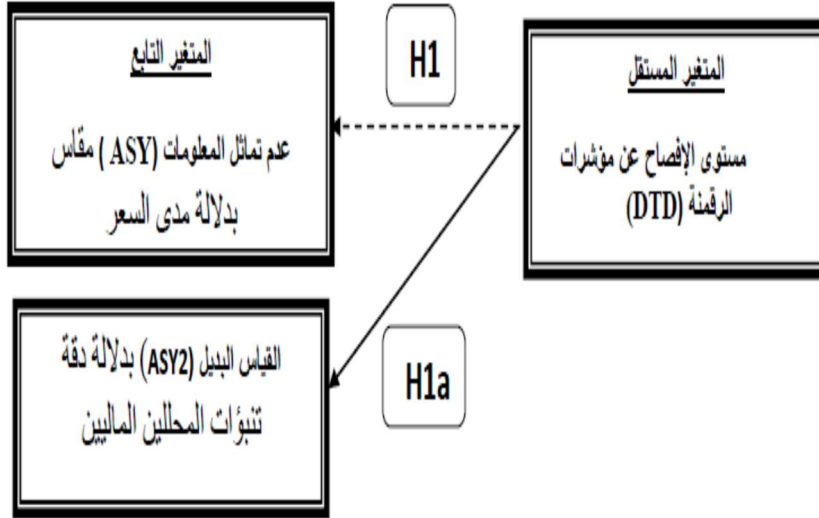 المتغير المستقل
مستوى الإفصاح عن مؤشرات
الرقمنة (DTD)
H1
المتغير التابع
عدم تماثل المعلومات (ASY ) مقاس
بدلالة مدى السعر
H1a
القياس البديل (ASY2) بدلالة دقة
تنبؤات المحللين الماليين